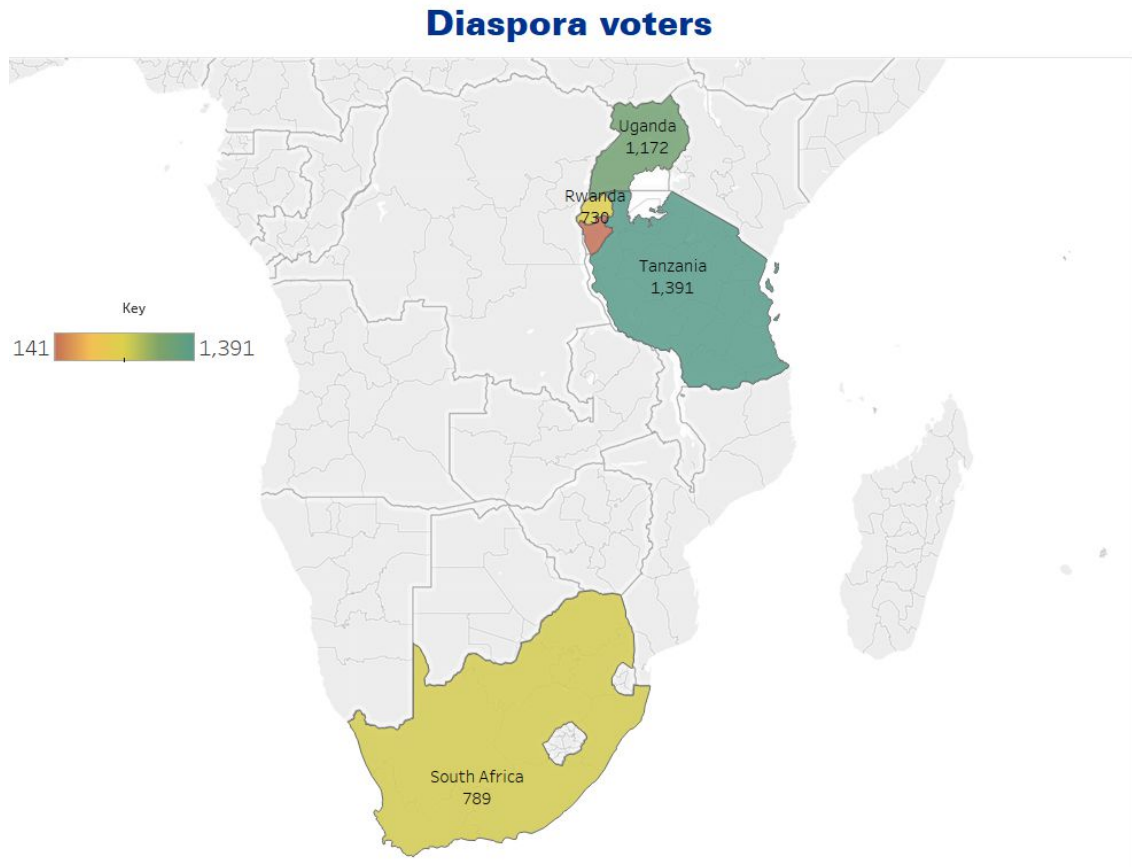 Diaspora voters
Uganda
1,172
Rwanda
730
Tanzania
1,391
Key
141
1,391
South Africa
789